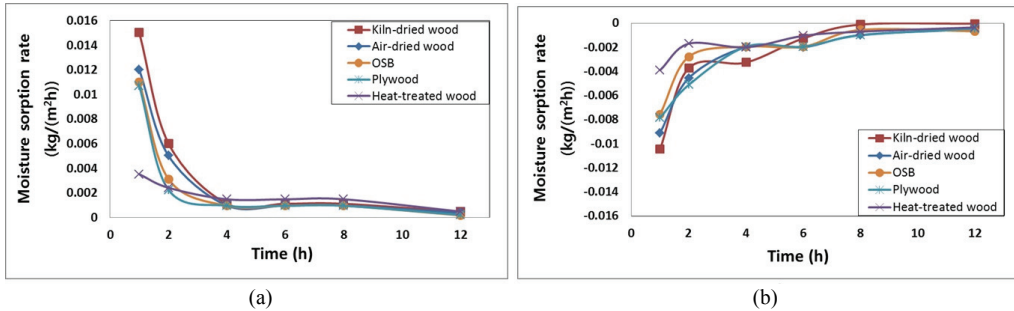 Moisture sorption rate
(kg/(m²h))
0.016
0.014
0.012
0.01
0.008
0.006
0.004
0.002
0
Kiln-dried wood
Air-dried wood
OSB
Plywood
Heat-treated wood
0 2 4 6 8 10 12
Time (h)
(a)
Moisture sorption rate
(kg/(m²h))
0
-0.002
-0.004
-0.006
-0.008
-0.01
-0.012
-0.014
-0.016
Kiln-dried wood
Air-dried wood
OSB
Plywood
Heat-treated wood
0 2 4 6 8 10 12
Time (h)
(b)